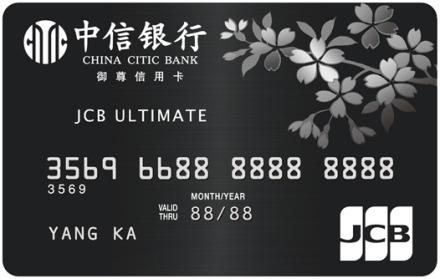 中信银行
CHINA CITIC BANK
御尊信用卡
JCB ULTIMATE
3569 6688 8888 8888
3569
MONTH/YEAR
VALID THRU 88/88
YANG KA
JCB